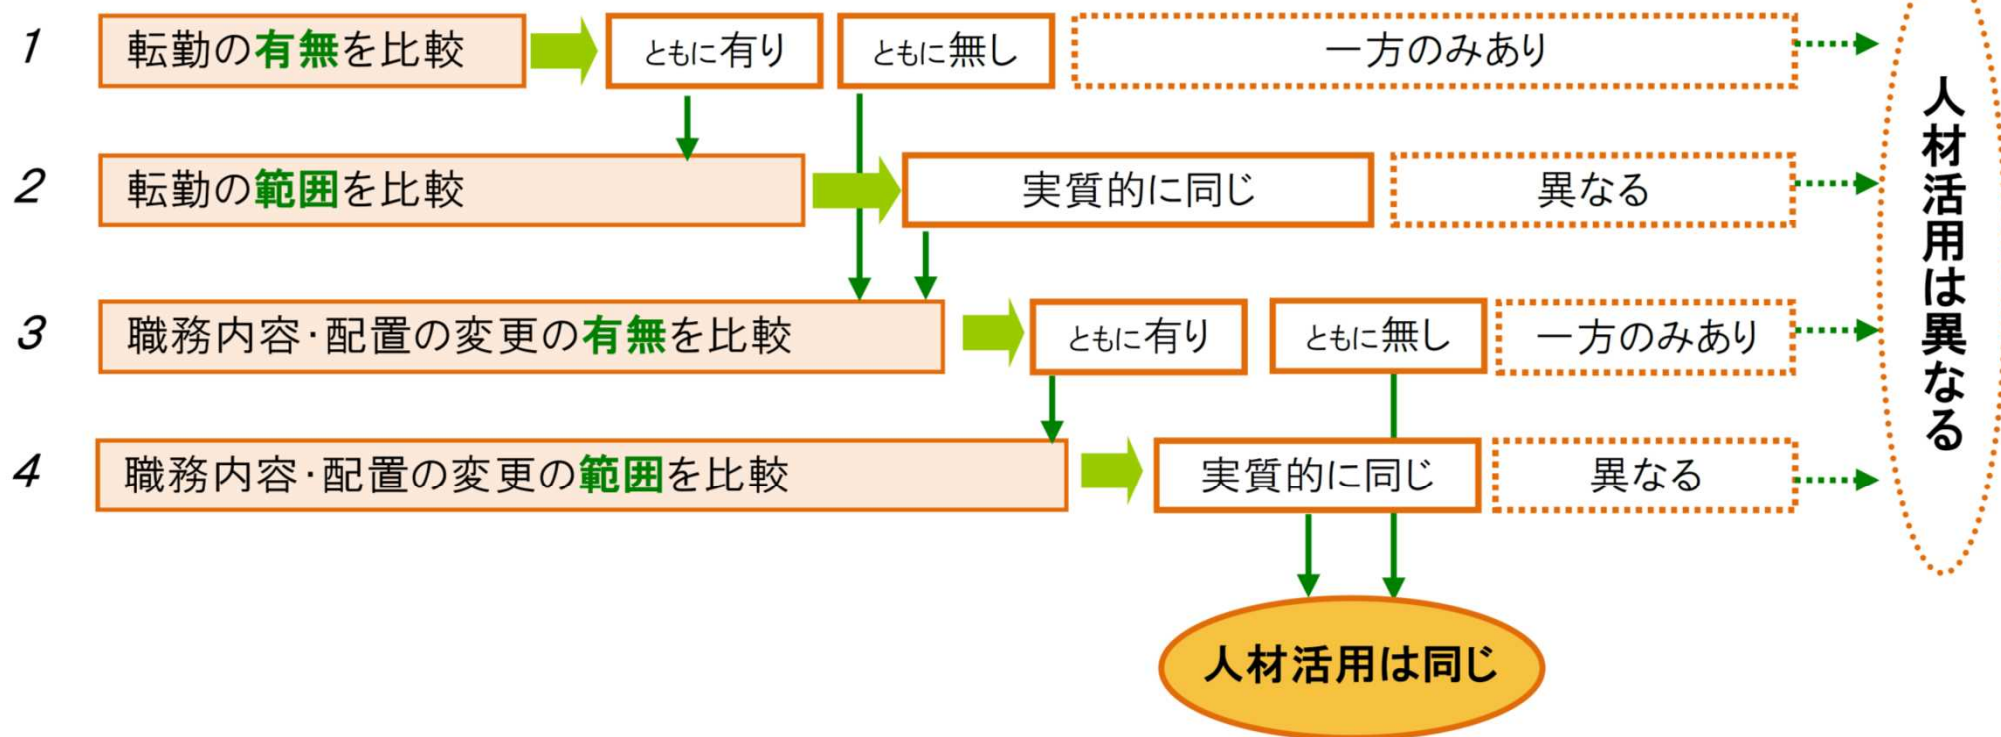 1 転勤の有無を比較 ともに有り ともに無し 一方のみあり
2 転勤の範囲を比較 実質的に同じ 異なる
3 職務内容・配置の変更の有無を比較 ともに有り ともに無し 一方のみあり
4 職務内容・配置の変更の範囲を比較 実質的に同じ 異なる
人材活用は異なる
人材活用は同じ